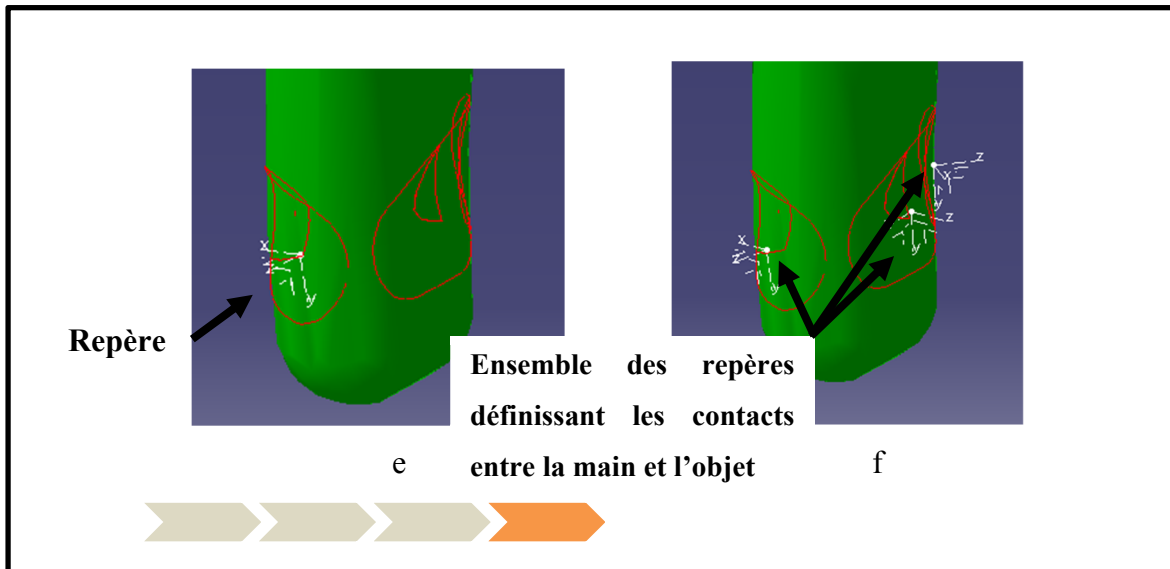 x
z
y
Repère
z
x
y
z
x
y
z
y
Ensemble des repères
définissant les contacts
entre la main et l'objet
e
f